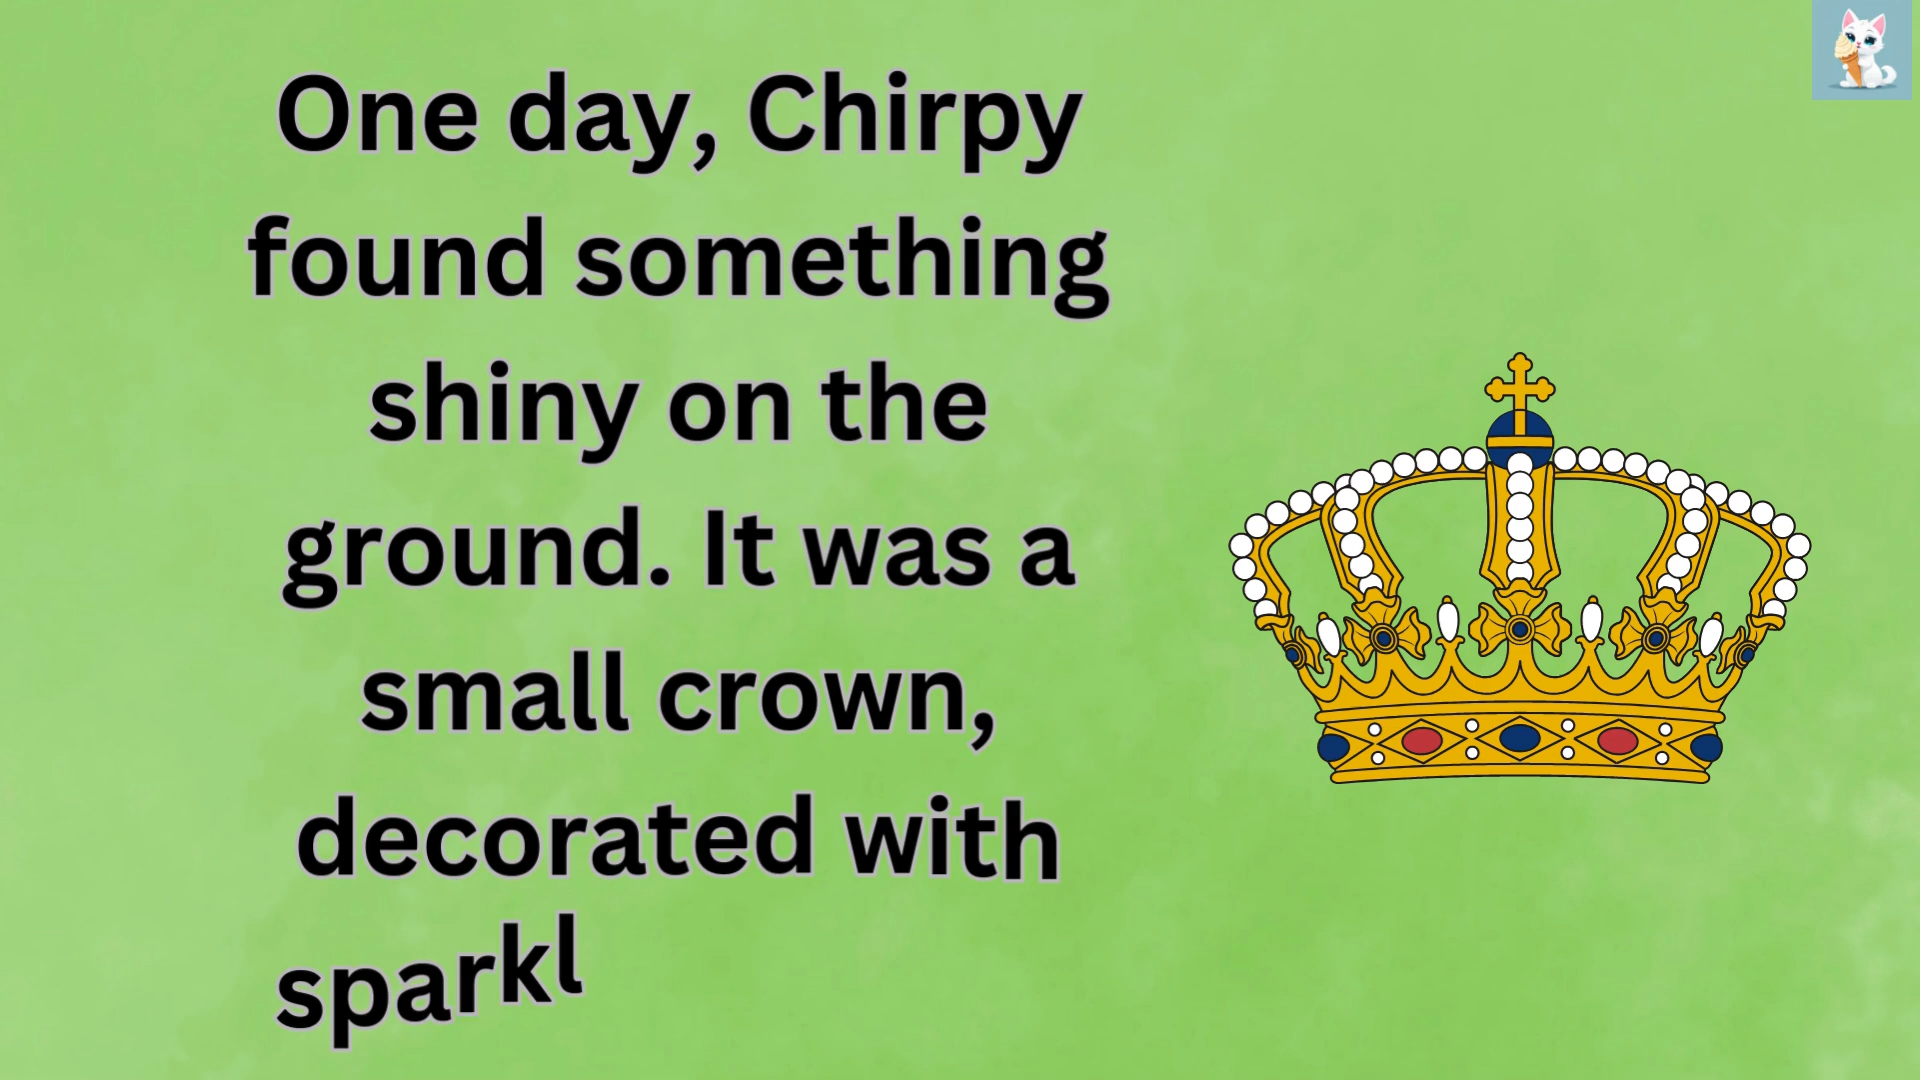 One day, Chirpy
found something
shiny on the
ground. It was a
small crown,
decorated with
sparkl